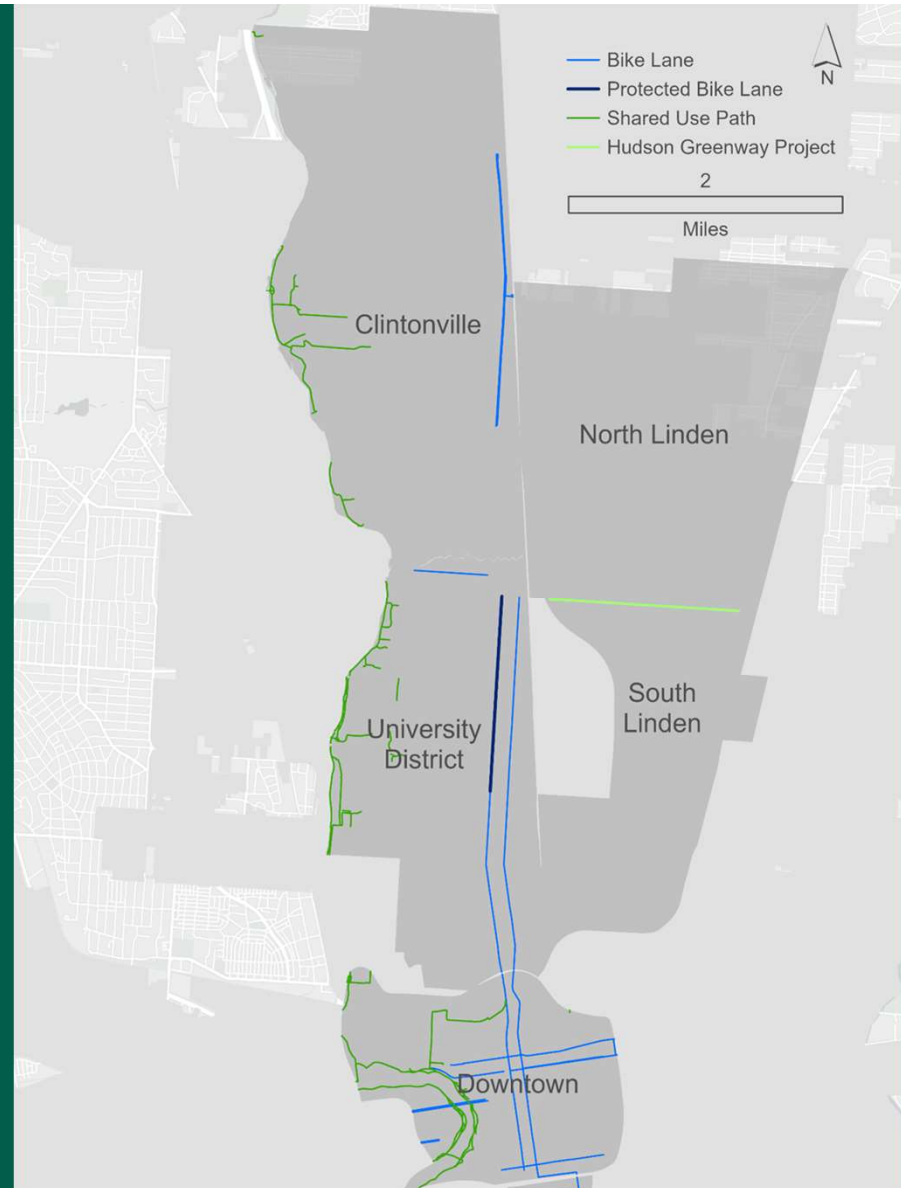 Bike Lane
Protected Bike Lane
Shared Use Path
Hudson Greenway Project
N
2
Miles
Clintonville
North Linden
University
District
South
Linden
Downtown